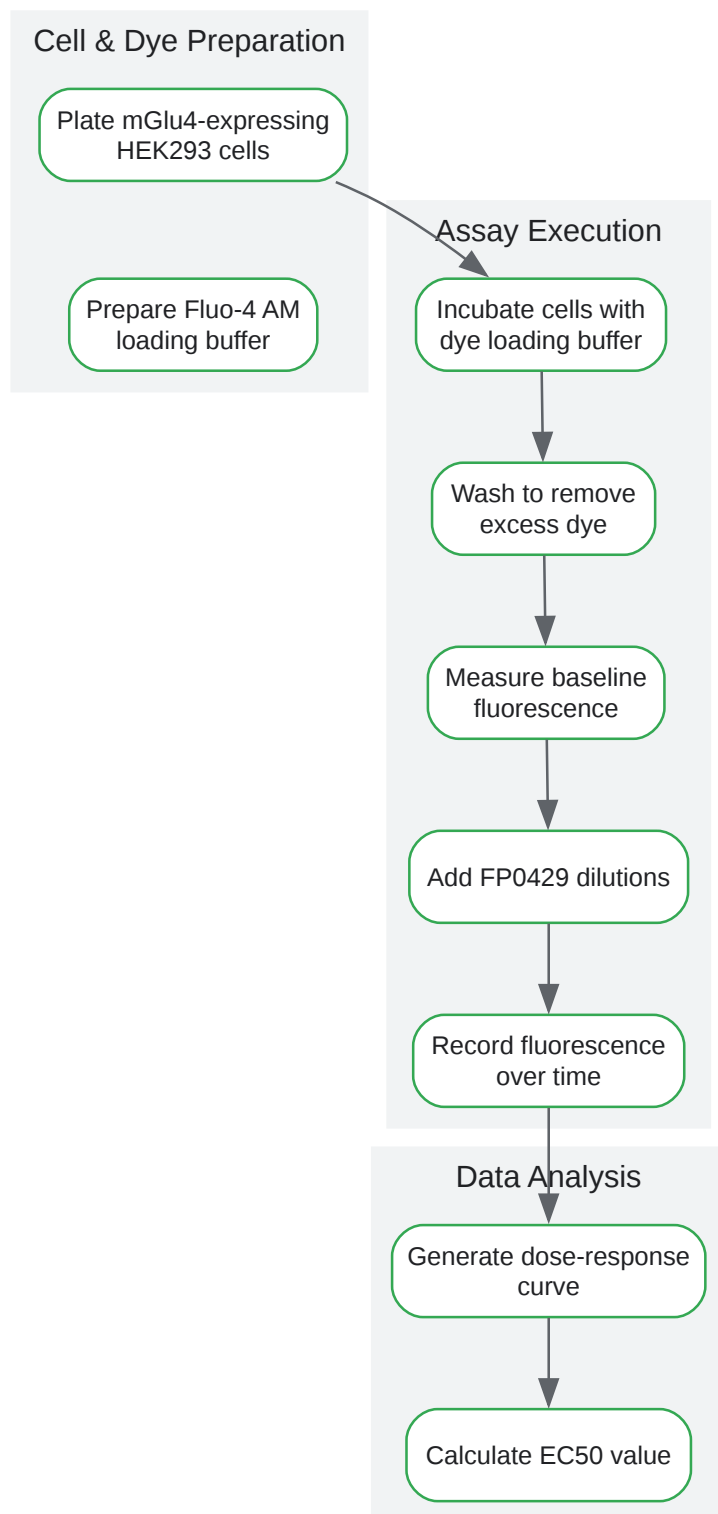 Cell & Dye Preparation
Plate mGlu4-expressing
HEK293 cells
Prepare Fluo-4 AM
loading buffer
Assay Execution
Incubate cells with
dye loading buffer
Wash to remove
excess dye
Measure baseline
fluorescence
Add FP0429 dilutions
Record fluorescence
over time
Data Analysis
Generate dose-response
curve
Calculate EC50 value